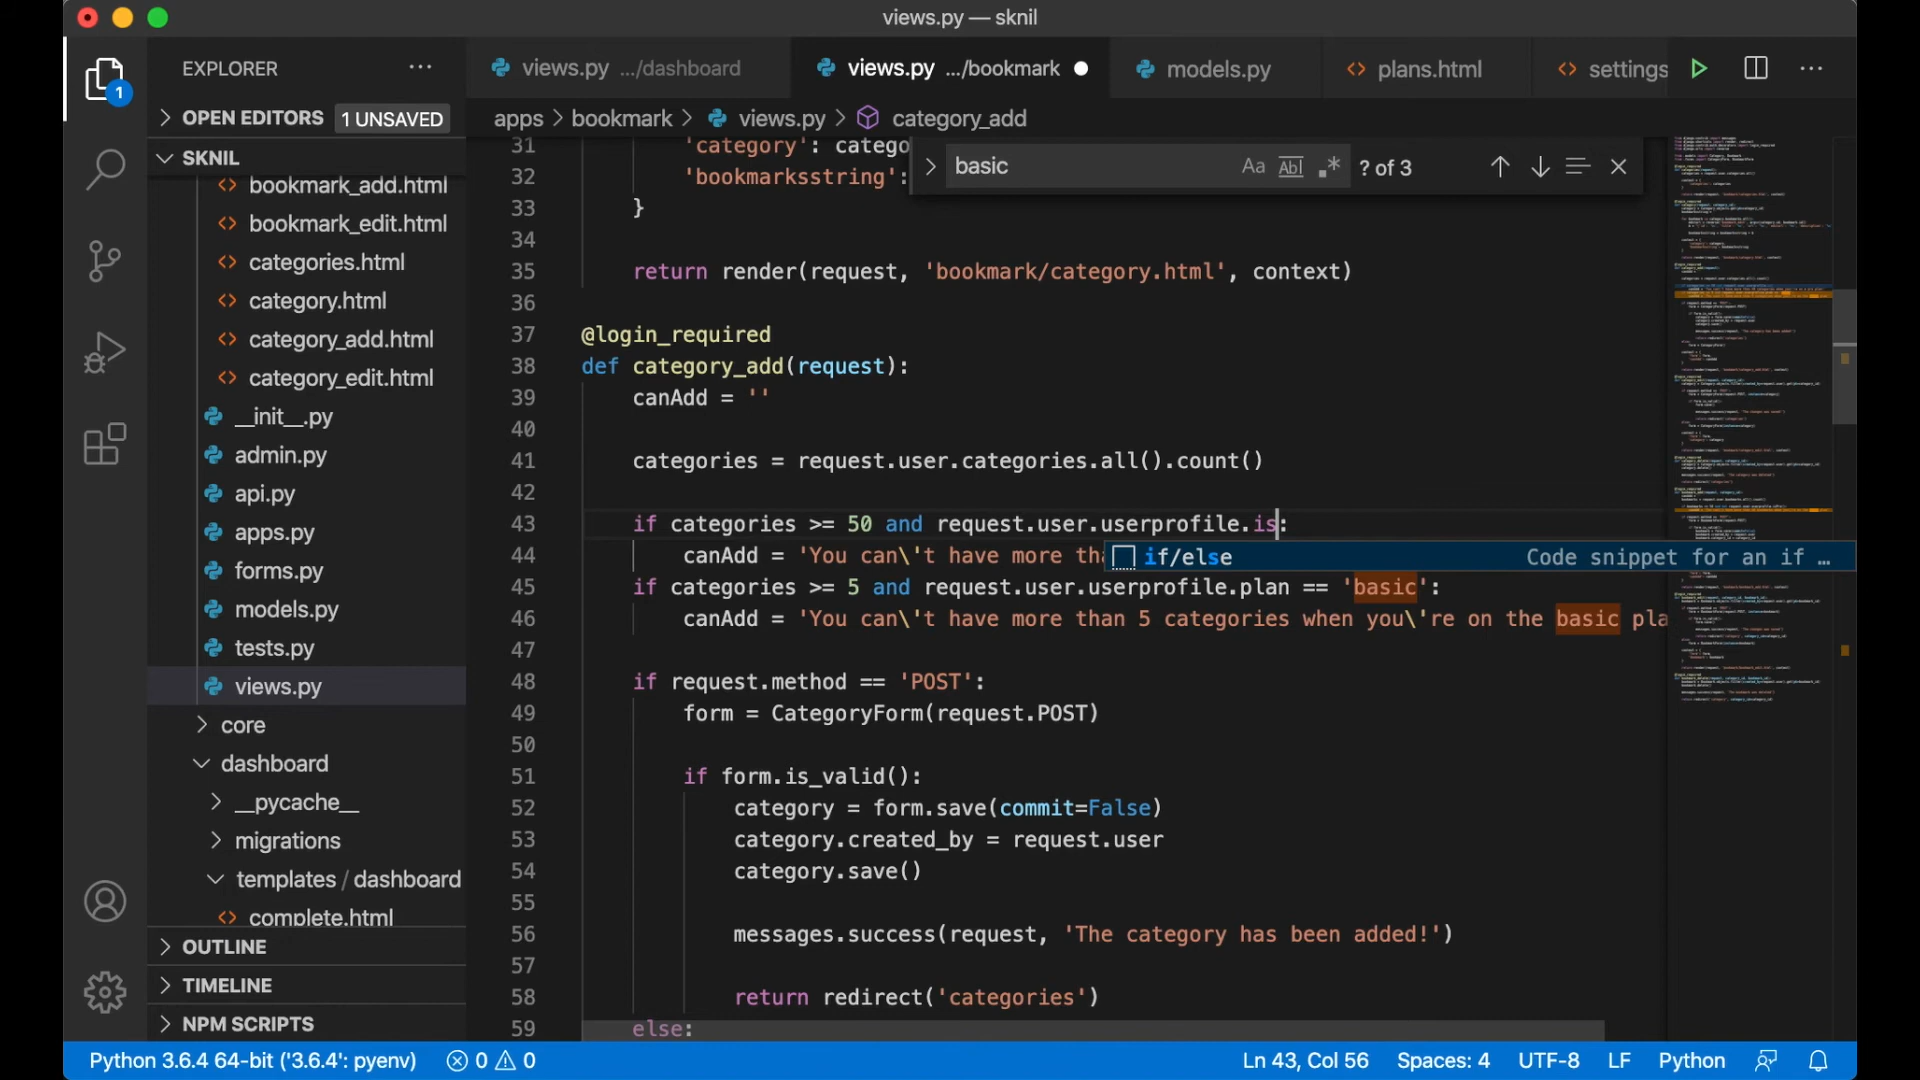 views.py — sknil
EXPLORER
views.py .../dashboard
views.py .../bookmark
models.py
plans.html
settings
1
OPEN EDITORS 1 UNSAVED
apps > bookmark > views.py > category_add
SKNIL
basic
Aa Abl .* ? of 3
bookmark_add.html
bookmark_edit.html
categories.html
category.html
category_add.html
category_edit.html
__init__.py
admin.py
api.py
apps.py
forms.py
models.py
tests.py
views.py
core
dashboard
__pycache__
migrations
templates / dashboard
complete.html
OUTLINE
TIMELINE
NPM SCRIPTS
31 'category': catego
32 'bookmarksstring':
33 }
34
35 return render(request, 'bookmark/category.html', context)
36
37 @login_required
38 def category_add(request):
39 canAdd = ''
40
41 categories = request.user.categories.all().count()
42
43 if categories >= 50 and request.user.userprofile.is:
44 canAdd = 'You can\'t have more tha
if/else Code snippet for an if …
45 if categories >= 5 and request.user.userprofile.plan == 'basic':
46 canAdd = 'You can\'t have more than 5 categories when you\'re on the basic pla
47
48 if request.method == 'POST':
49 form = CategoryForm(request.POST)
50
51 if form.is_valid():
52 category = form.save(commit=False)
53 category.created_by = request.user
54 category.save()
55
56 messages.success(request, 'The category has been added!')
57
58 return redirect('categories')
59 else:
Python 3.6.4 64-bit ('3.6.4': pyenv) 0 0 Ln 43, Col 56 Spaces: 4 UTF-8 LF Python